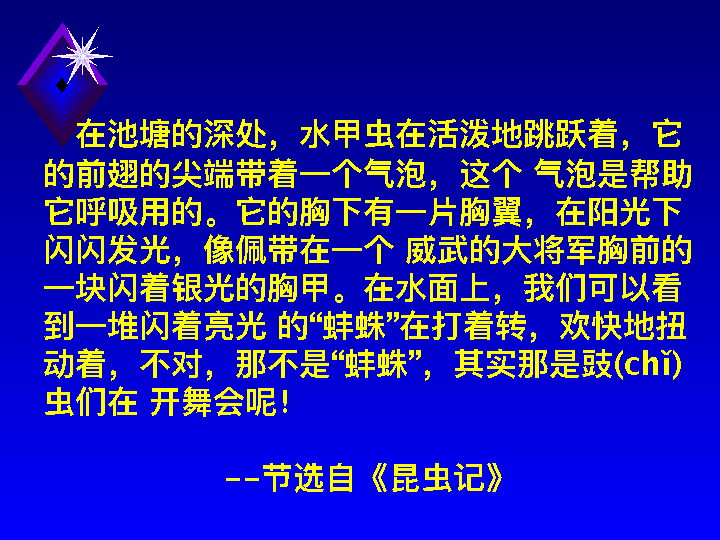 在池塘的深处，水甲虫在活泼地跳跃着，它
的前翅的尖端带着一个气泡，这个 气泡是帮助
它呼吸用的。它的胸下有一片胸翼，在阳光下
闪闪发光，像佩带在一个 威武的大将军胸前的
一块闪着银光的胸甲。在水面上，我们可以看
到一堆闪着亮光 的“蚌蛛”在打着转，欢快地扭
动着，不对，那不是“蚌蛛”，其实那是豉(chǐ)
虫们在 开舞会呢！
--节选自《昆虫记》